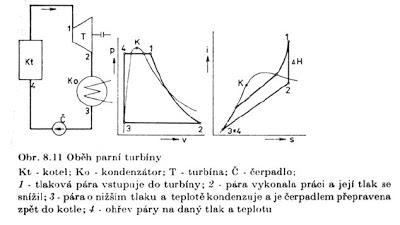 1
T
Kt
2
Ko
4
3
Č
p
K
4
1
3
2
v
i
1
ΔH
K
2
3≡4
s
Obr. 8.11 Oběh parní turbíny
Kt - kotel; Ko - kondenzátor; T - turbína; Č - čerpadlo;
1 - tlaková pára vstupuje do turbíny; 2 - pára vykonala práci a její tlak se
snížil; 3 - pára o nižším tlaku a teplotě kondenzuje a je čerpadlem přepravena
zpět do kotle; 4 - ohřev páry na daný tlak a teplotu